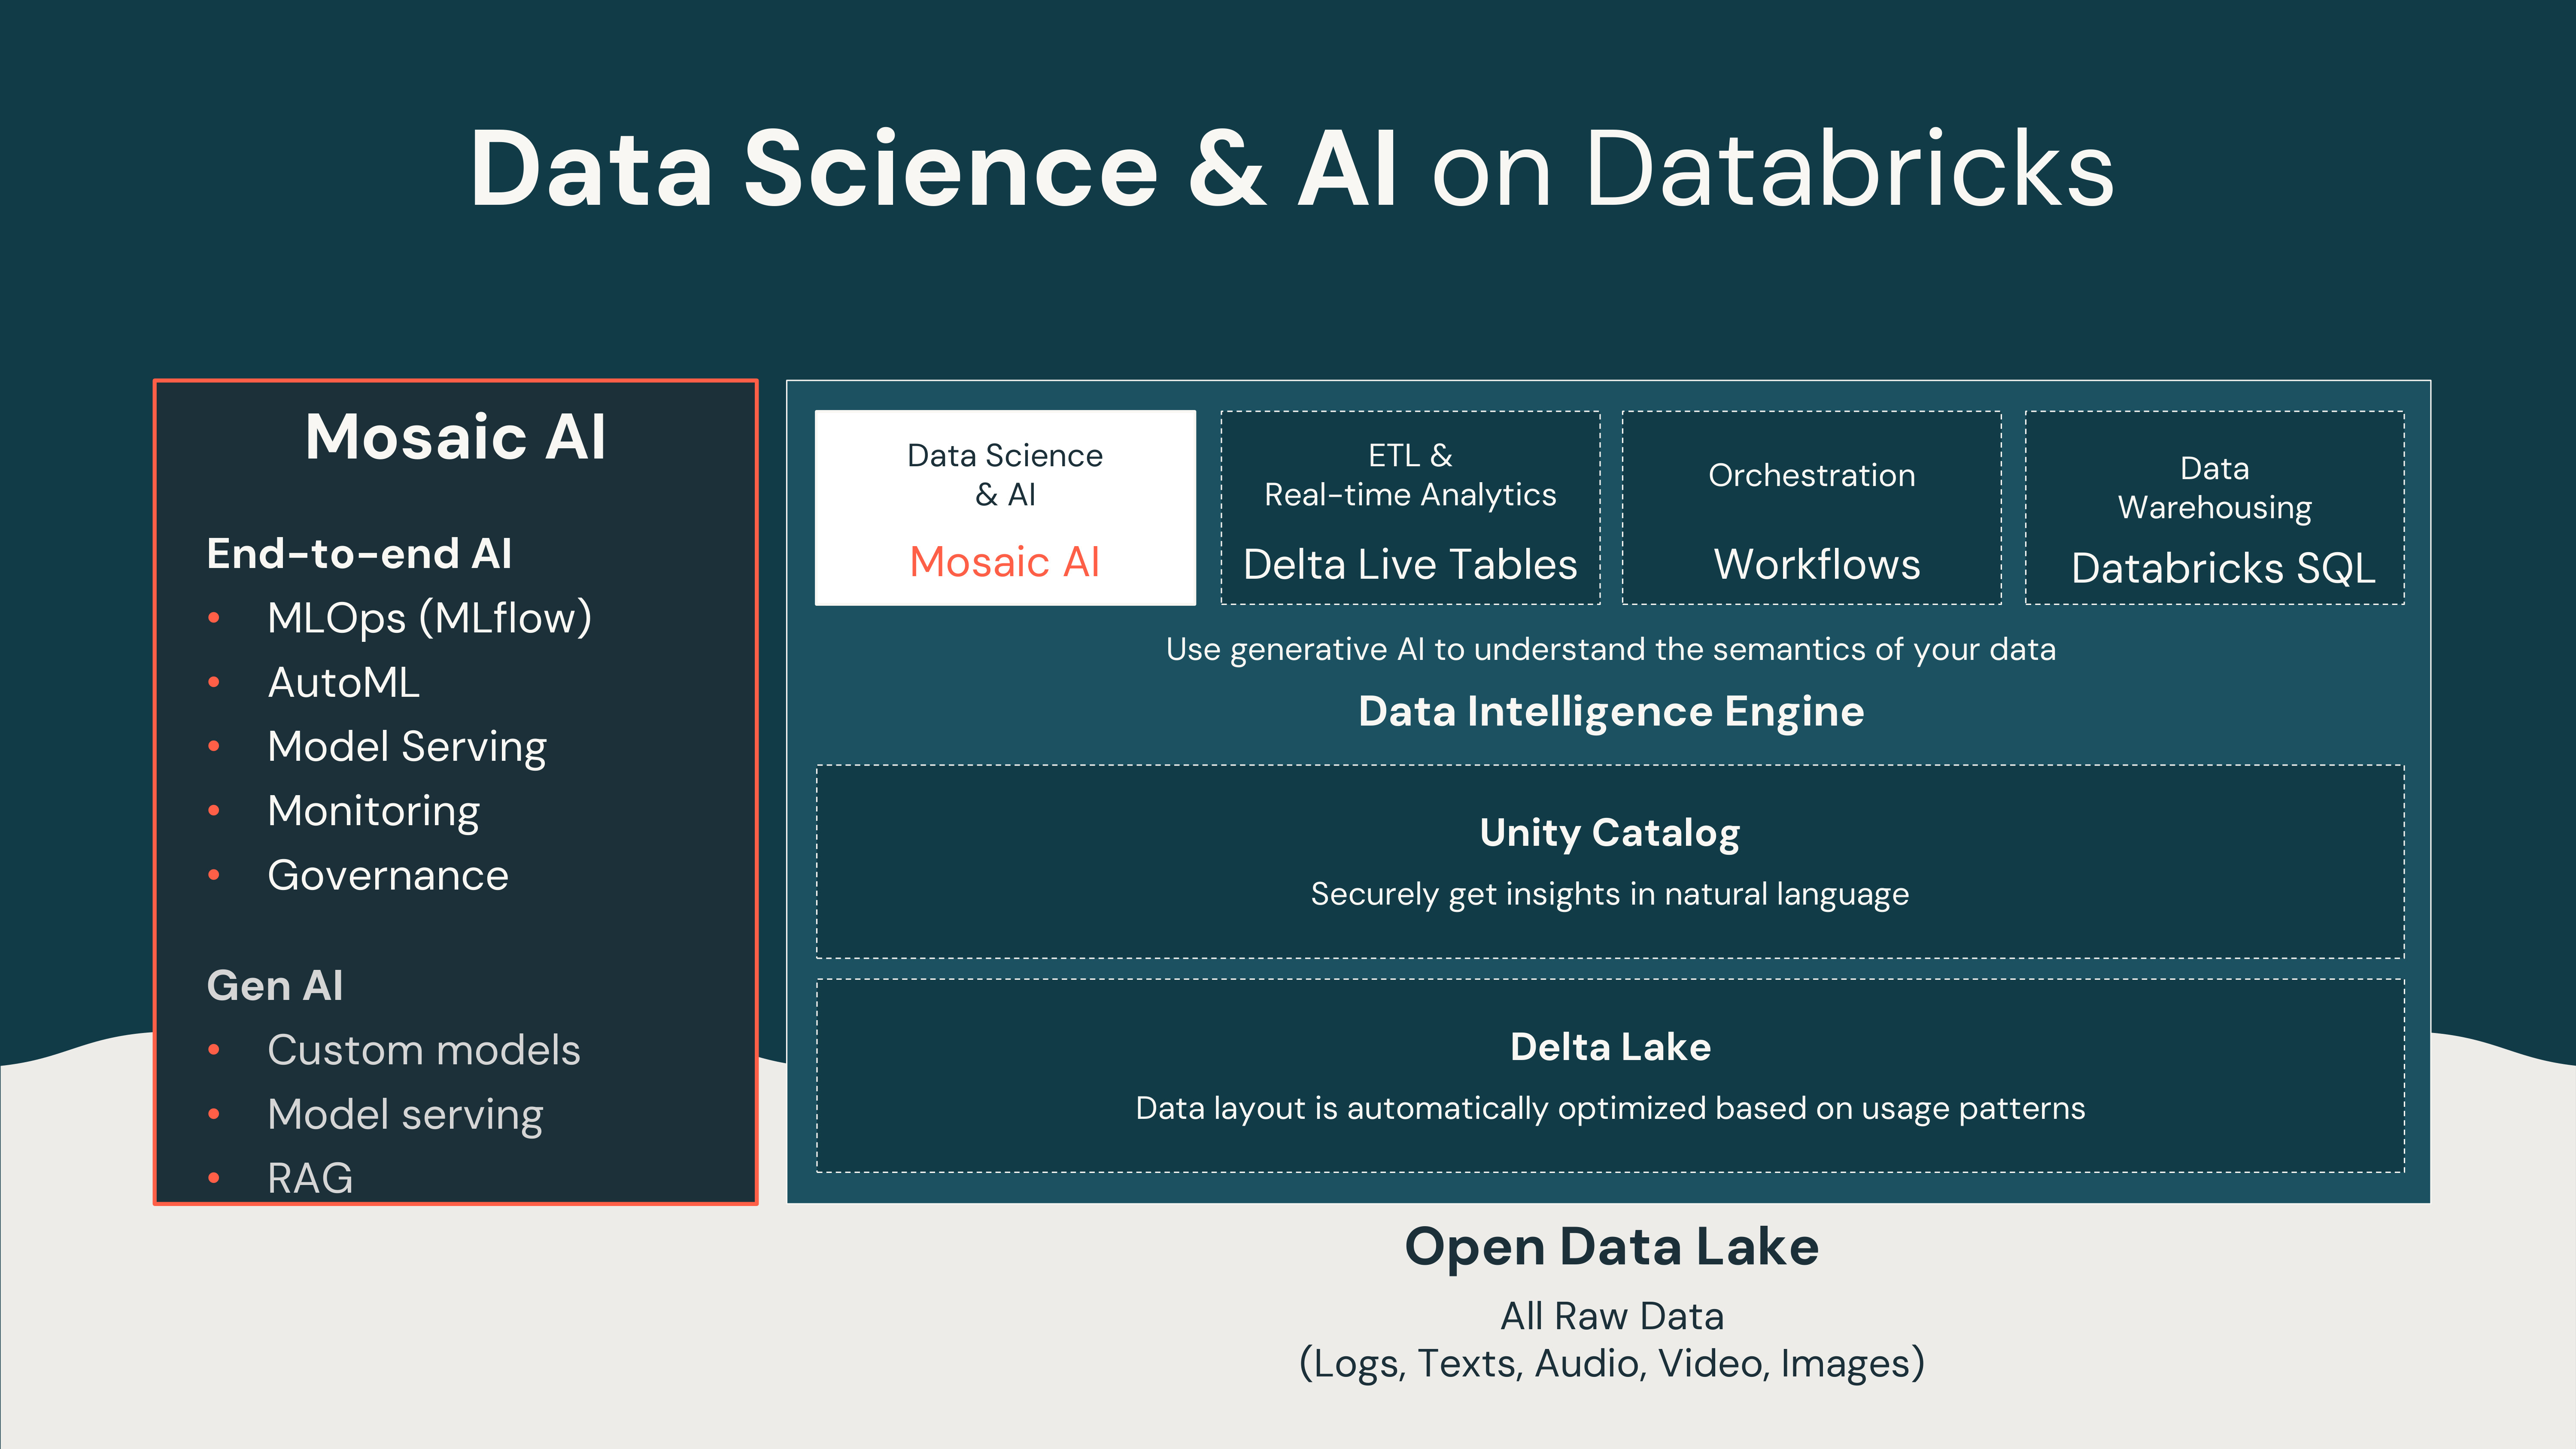 Data Science & AI on Databricks
Mosaic AI
End-to-end AI
• MLOps (MLflow)
• AutoML
• Model Serving
• Monitoring
• Governance
Gen AI
• Custom models
• Model serving
• RAG
Data Science
& AI
Mosaic AI
ETL &
Real-time Analytics
Delta Live Tables
Orchestration
Workflows
Data
Warehousing
Databricks SQL
Use generative AI to understand the semantics of your data
Data Intelligence Engine
Unity Catalog
Securely get insights in natural language
Delta Lake
Data layout is automatically optimized based on usage patterns
Open Data Lake
All Raw Data
(Logs, Texts, Audio, Video, Images)